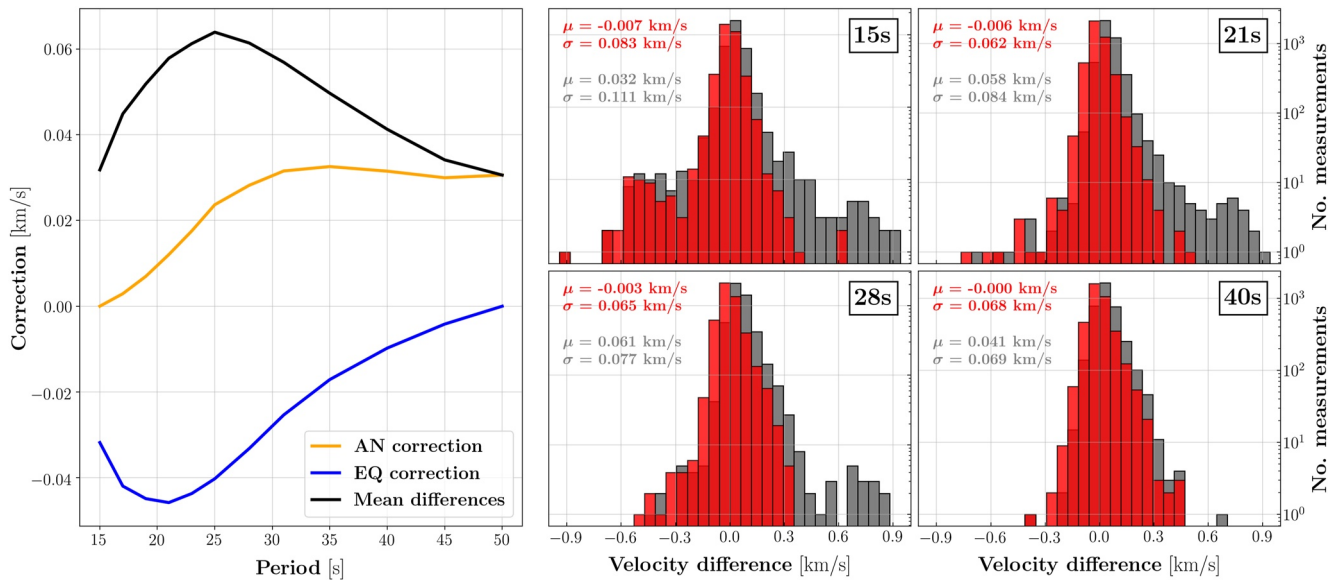 Correction [km/s]
0.06
0.04
0.02
0.00
−0.02
−0.04
AN correction
EQ correction
Mean differences
15 20 25 30 35 40 45 50
Period [s]
μ = -0.007 km/s
σ = 0.083 km/s
μ = 0.032 km/s
σ = 0.111 km/s
15s
μ = -0.006 km/s
σ = 0.062 km/s
μ = 0.058 km/s
σ = 0.084 km/s
21s
10³
10²
10¹
10⁰
No. measurements
μ = -0.003 km/s
σ = 0.065 km/s
μ = 0.061 km/s
σ = 0.077 km/s
28s
−0.9 −0.6 −0.3 0.0 0.3 0.6 0.9
Velocity difference [km/s]
μ = -0.000 km/s
σ = 0.068 km/s
μ = 0.041 km/s
σ = 0.069 km/s
40s
10³
10²
10¹
10⁰
No. measurements
−0.9 −0.6 −0.3 0.0 0.3 0.6 0.9
Velocity difference [km/s]